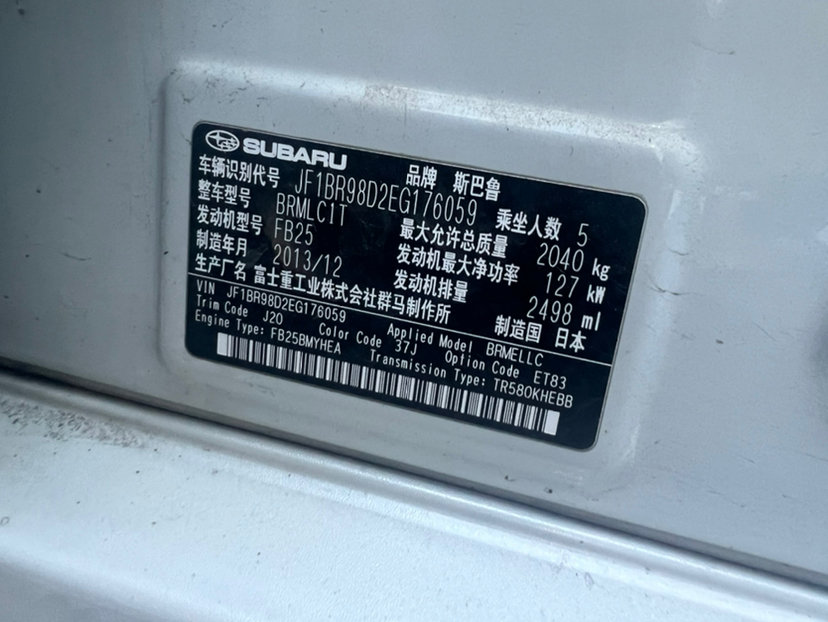 SUBARU 品牌 斯巴鲁
车辆识别代号 JF1BR98D2EG176059 乘坐人数 5
整车型号 BRMLC1T 最大允许总质量 2040 kg
发动机型号 FB25 发动机最大净功率 127 kW
制造年月 2013/12 发动机排量 2498 ml
生产厂名 富士重工业株式会社群马制作所 制造国 日本
VIN JF1BR98D2EG176059 Applied Model BRMELLC
Trim Code J20 Color Code 37J Option Code ET83
Engine Type: FB25BMYHEA Transmission Type: TR580KHEBB